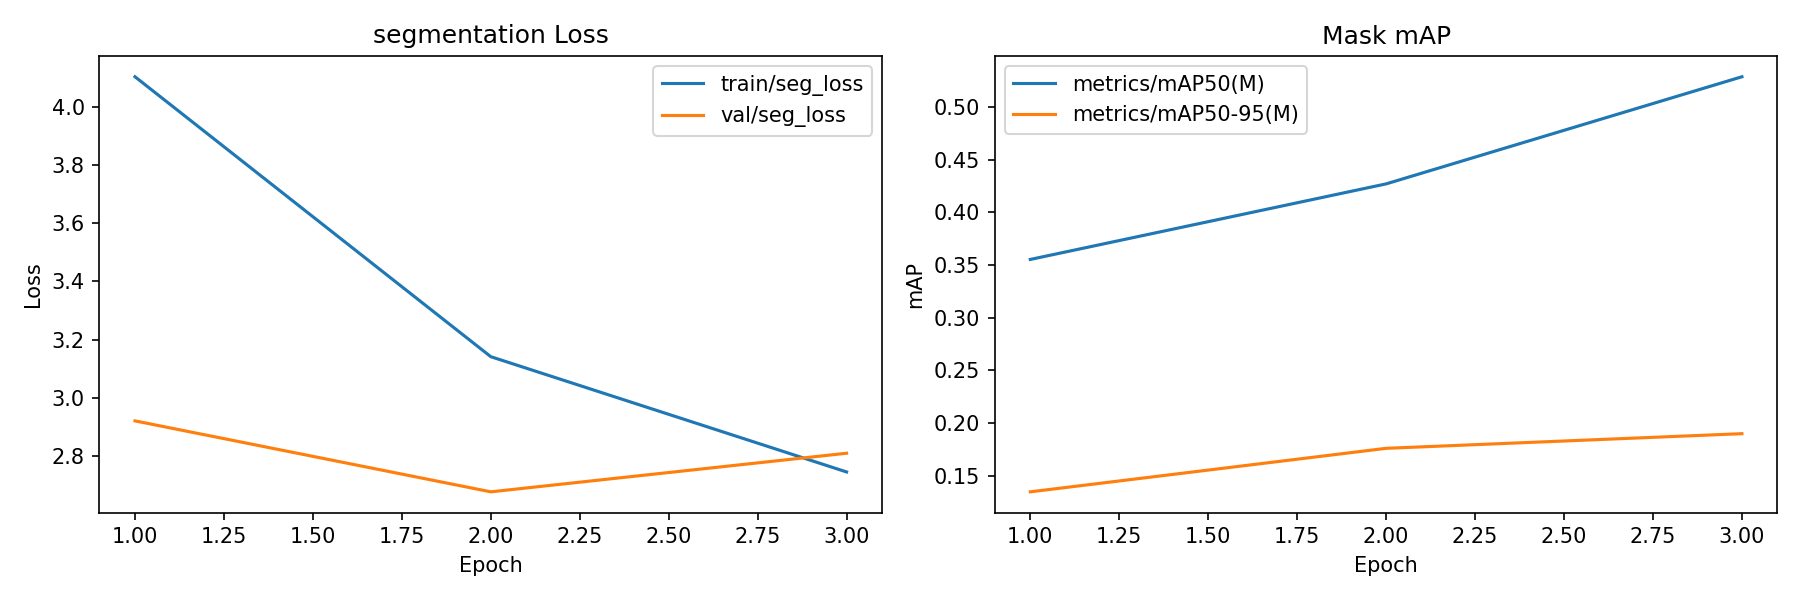 segmentation Loss
train/seg_loss
val/seg_loss
4.0
3.8
3.6
3.4
3.2
3.0
2.8
Loss
1.00 1.25 1.50 1.75 2.00 2.25 2.50 2.75 3.00
Epoch
Mask mAP
metrics/mAP50(M)
metrics/mAP50-95(M)
0.50
0.45
0.40
0.35
0.30
0.25
0.20
0.15
mAP
1.00 1.25 1.50 1.75 2.00 2.25 2.50 2.75 3.00
Epoch